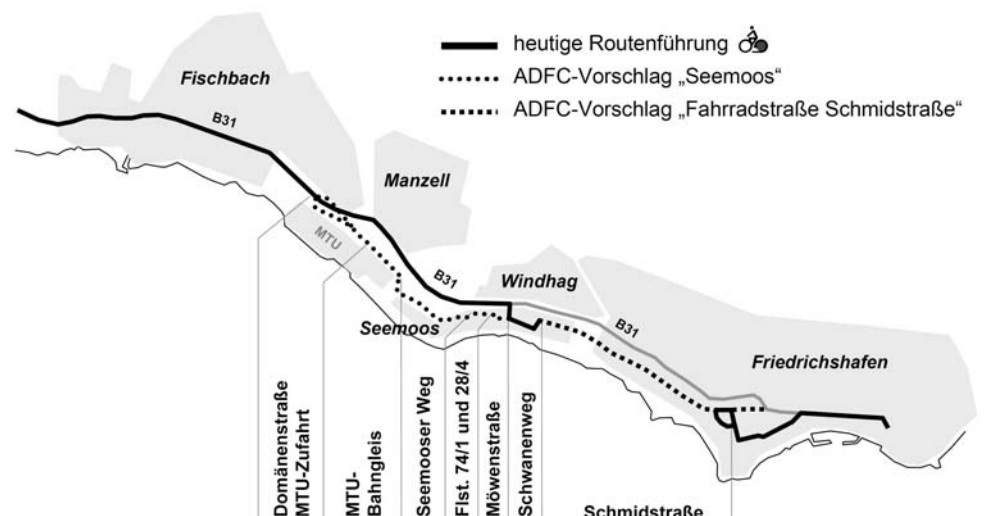 heutige Routenführung
ADFC-Vorschlag „Seemoos“
ADFC-Vorschlag „Fahrradstraße Schmidstraße“
Fischbach
B31
Manzell
MTU
B31
Windhag
Seemoos
B31
Friedrichshafen
Domänenstraße
MTU-Zufahrt
MTU-
Bahngleis
Seemooser Weg
Flst. 74/1 und 28/4
Möwenstraße
Schwanenweg
Schmidstraße